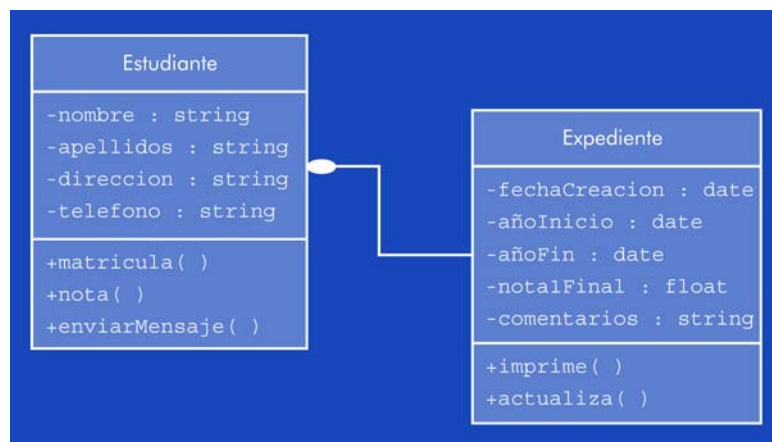 Estudiante
-nombre : string
-apellidos : string
-direccion : string
-telefono : string
+matricula( )
+nota( )
+enviarMensaje( )
Expediente
-fechaCreacion : date
-añoInicio : date
-añoFin : date
-nota1Final : float
-comentarios : string
+imprime( )
+actualiza( )